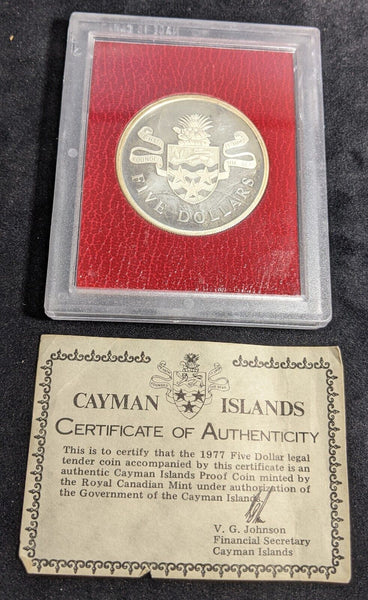 FIVE DOLLARS
CAYMAN ISLANDS
CERTIFICATE OF AUTHENTICITY
This is to certify that the 1977 Five Dollar legal
tender coin accompanied by this certificate is an
authentic Cayman Islands Proof Coin minted by
the Royal Canadian Mint under authorization of
the Government of the Cayman Islands.
V. G. Johnson
Financial Secretary
Cayman Islands